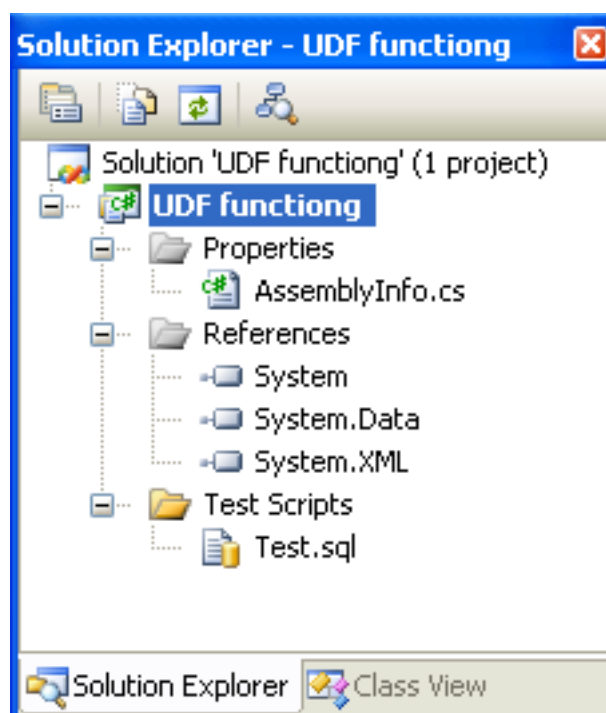 Solution Explorer - UDF functiong
Solution 'UDF functiong' (1 project)
UDF functiong
Properties
AssemblyInfo.cs
References
System
System.Data
System.XML
Test Scripts
Test.sql
Solution Explorer Class View